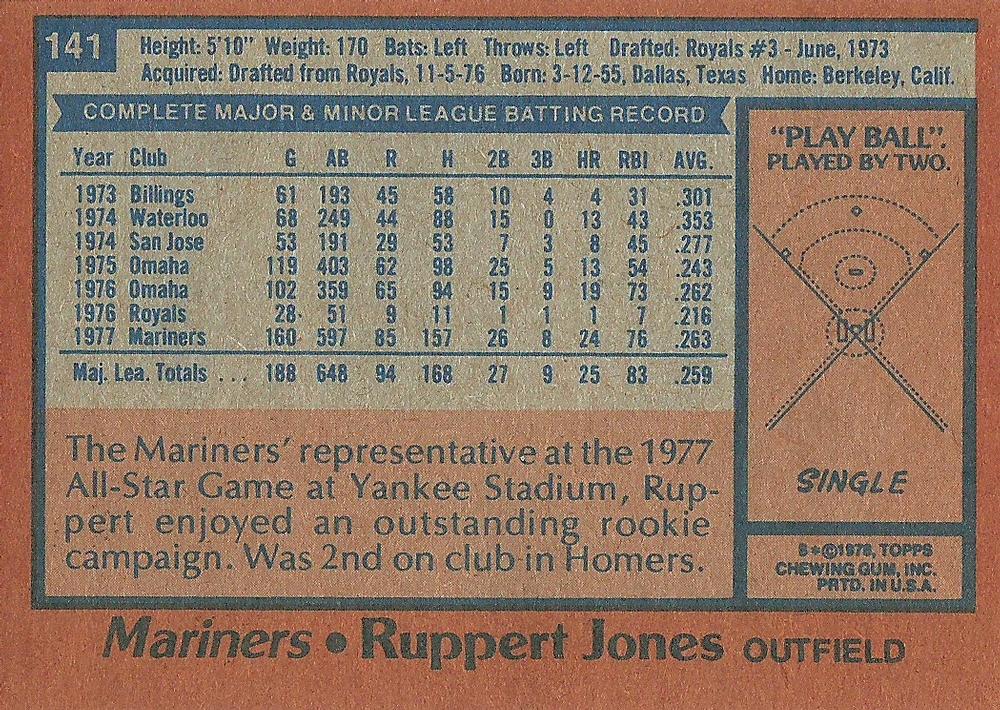 141
Height: 5'10" Weight: 170 Bats: Left Throws: Left Drafted: Royals #3 - June, 1973
Acquired: Drafted from Royals, 11-5-76 Born: 3-12-55, Dallas, Texas Home: Berkeley, Calif.
COMPLETE MAJOR & MINOR LEAGUE BATTING RECORD
Year Club G AB R H 2B 3B HR RBI AVG.
1973 Billings 61 193 45 58 10 4 4 31 .301
1974 Waterloo 68 249 44 88 15 0 13 43 .353
1974 San Jose 53 191 29 53 7 3 8 45 .277
1975 Omaha 119 403 62 98 25 5 13 54 .243
1976 Omaha 102 359 65 94 15 9 19 73 .262
1976 Royals 28 51 9 11 1 1 1 7 .216
1977 Mariners 160 597 85 157 26 8 24 76 .263
Maj. Lea. Totals ... 188 648 94 168 27 9 25 83 .259
The Mariners' representative at the 1977
All-Star Game at Yankee Stadium, Rup-
pert enjoyed an outstanding rookie
campaign. Was 2nd on club in Homers.
"PLAY BALL".
PLAYED BY TWO.
SINGLE
B*©1978, TOPPS
CHEWING GUM, INC.
PRTD. IN U.S.A.
Mariners • Ruppert Jones OUTFIELD